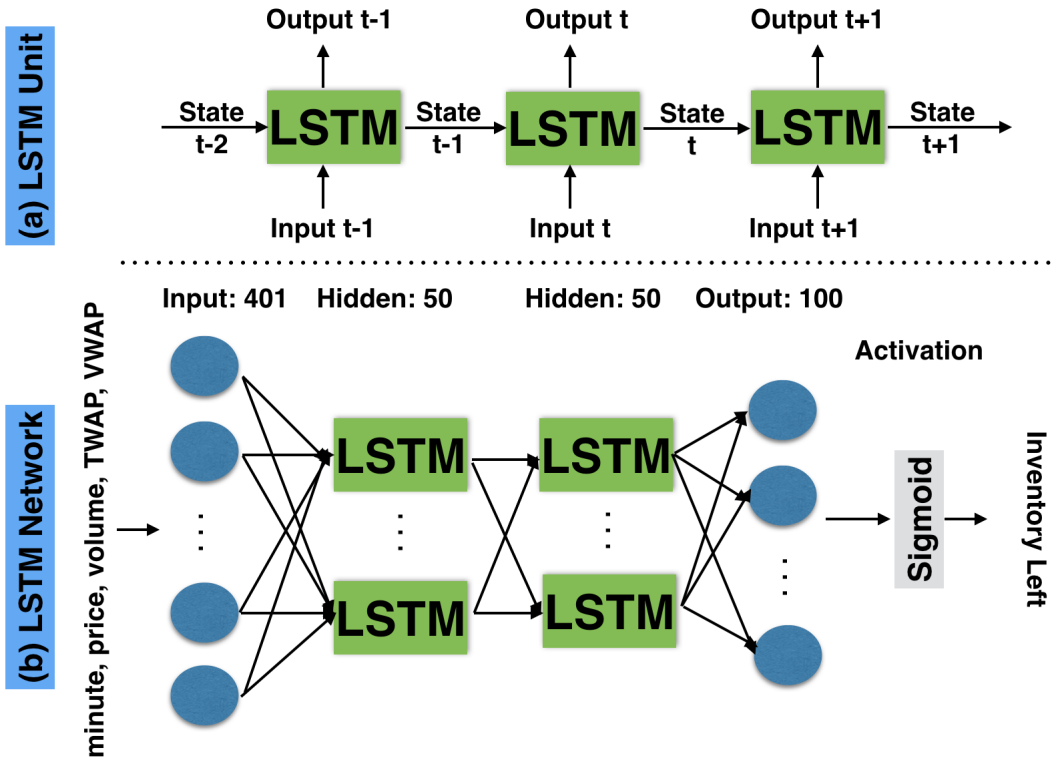 (a) LSTM Unit
Output t-1
Output t
Output t+1
State
t-2
LSTM
State
t-1
LSTM
State
t
LSTM
State
t+1
Input t-1
Input t
Input t+1
(b) LSTM Network
minute, price, volume, TWAP, VWAP
Input: 401
Hidden: 50
Hidden: 50
Output: 100
Activation
LSTM
LSTM
LSTM
LSTM
Sigmoid
Inventory Left